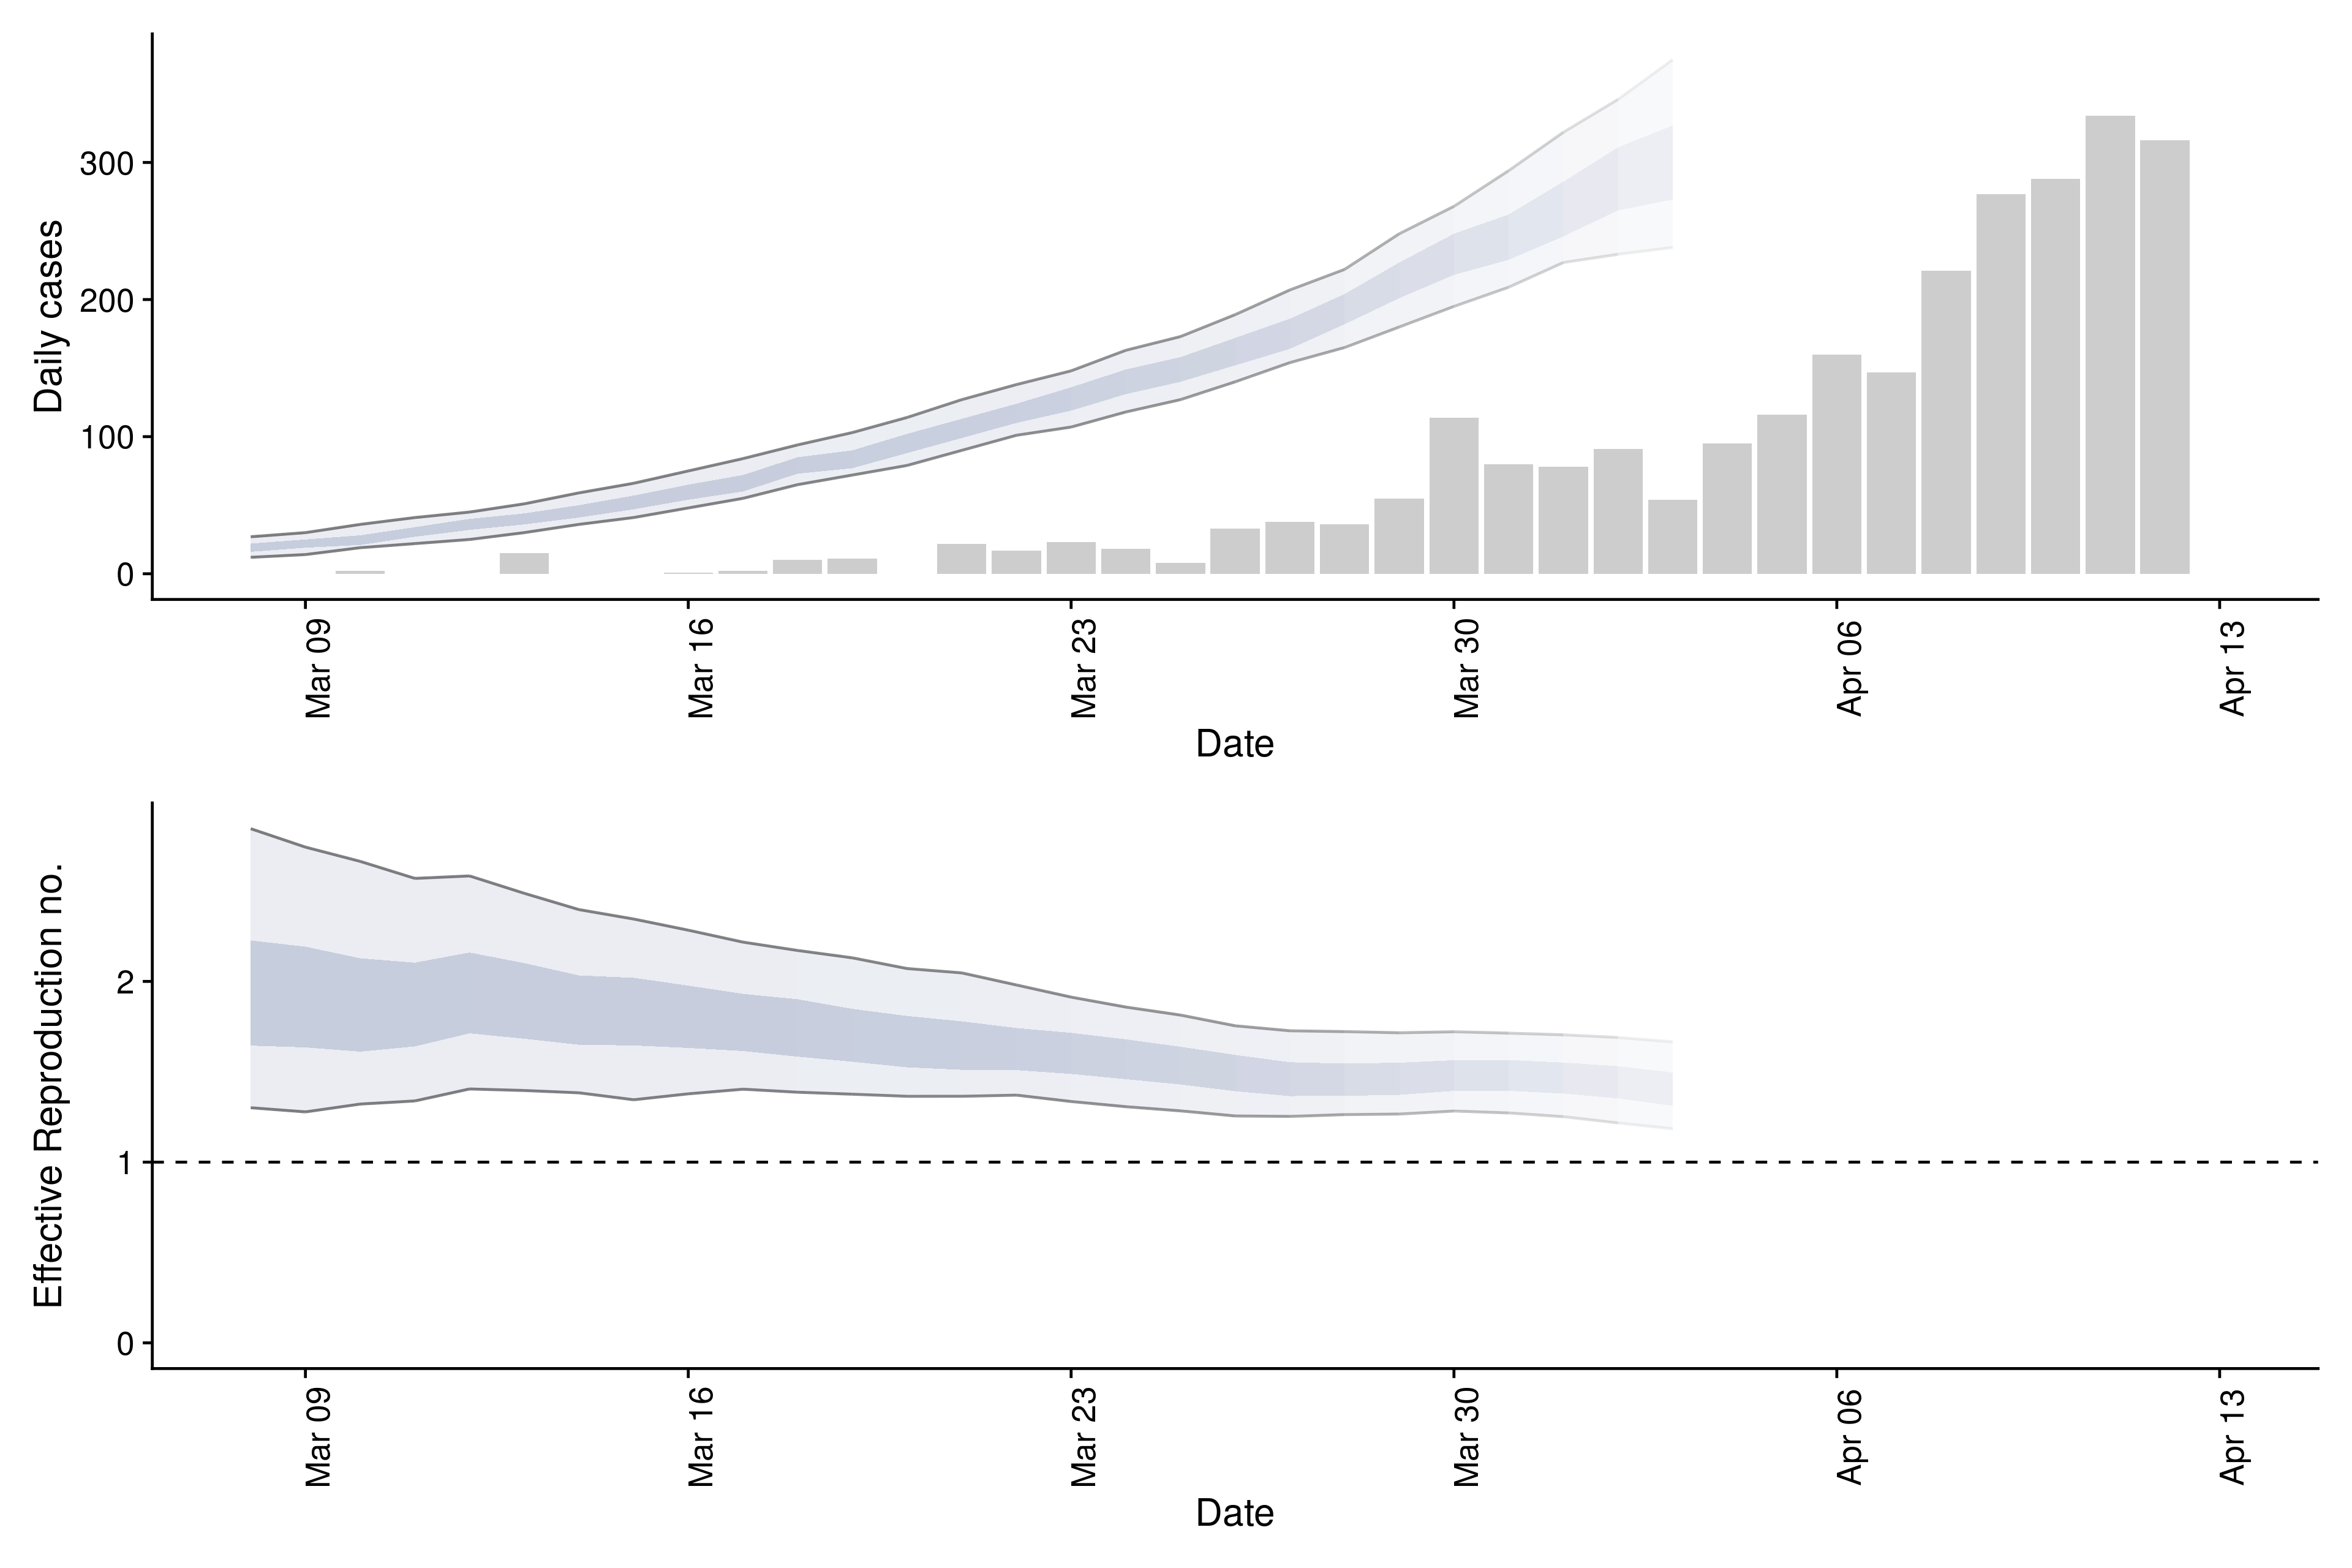 Daily cases
300
200
100
0
Mar 09
Mar 16
Mar 23
Mar 30
Apr 06
Apr 13
Date
Effective Reproduction no.
2
1
0
Mar 09
Mar 16
Mar 23
Mar 30
Apr 06
Apr 13
Date